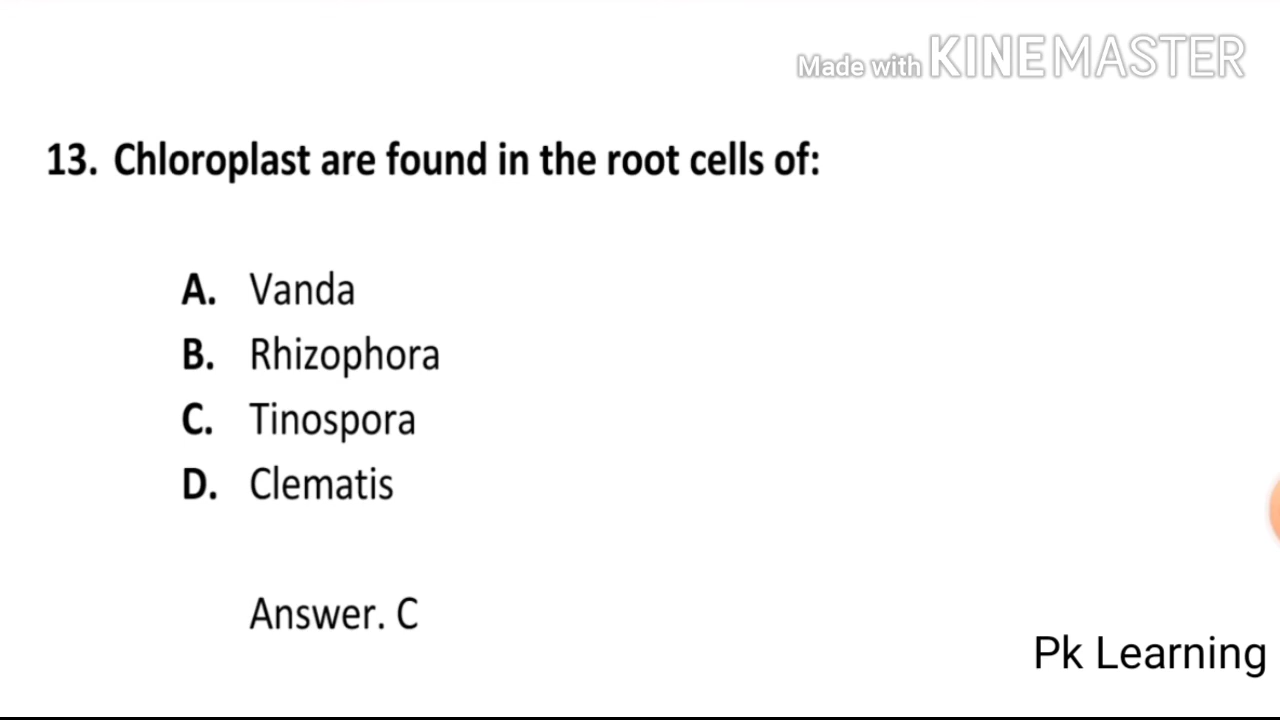 Made with KINEMASTER
13. Chloroplast are found in the root cells of:
A. Vanda
B. Rhizophora
C. Tinospora
D. Clematis
Answer. C
Pk Learning